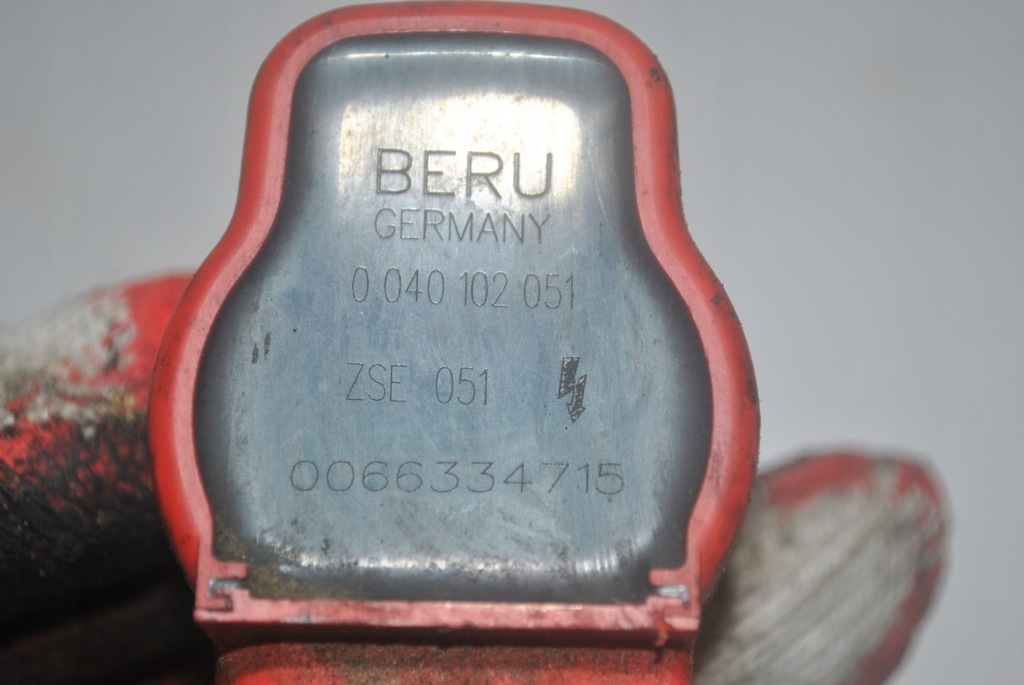 BERU
GERMANY
0 040 102 051
ZSE 051
0066334715